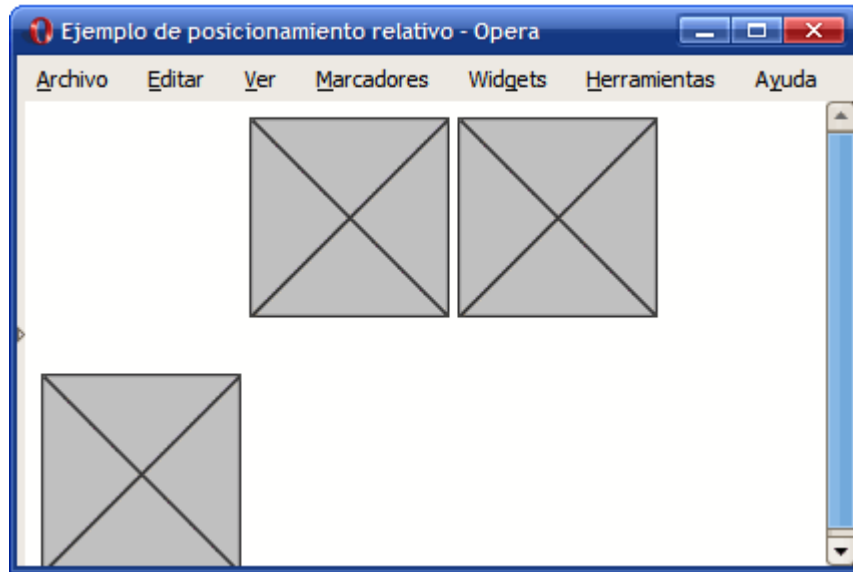 Ejemplo de posicionamiento relativo - Opera
Archivo Editar Ver Marcadores Widgets Herramientas Ayuda